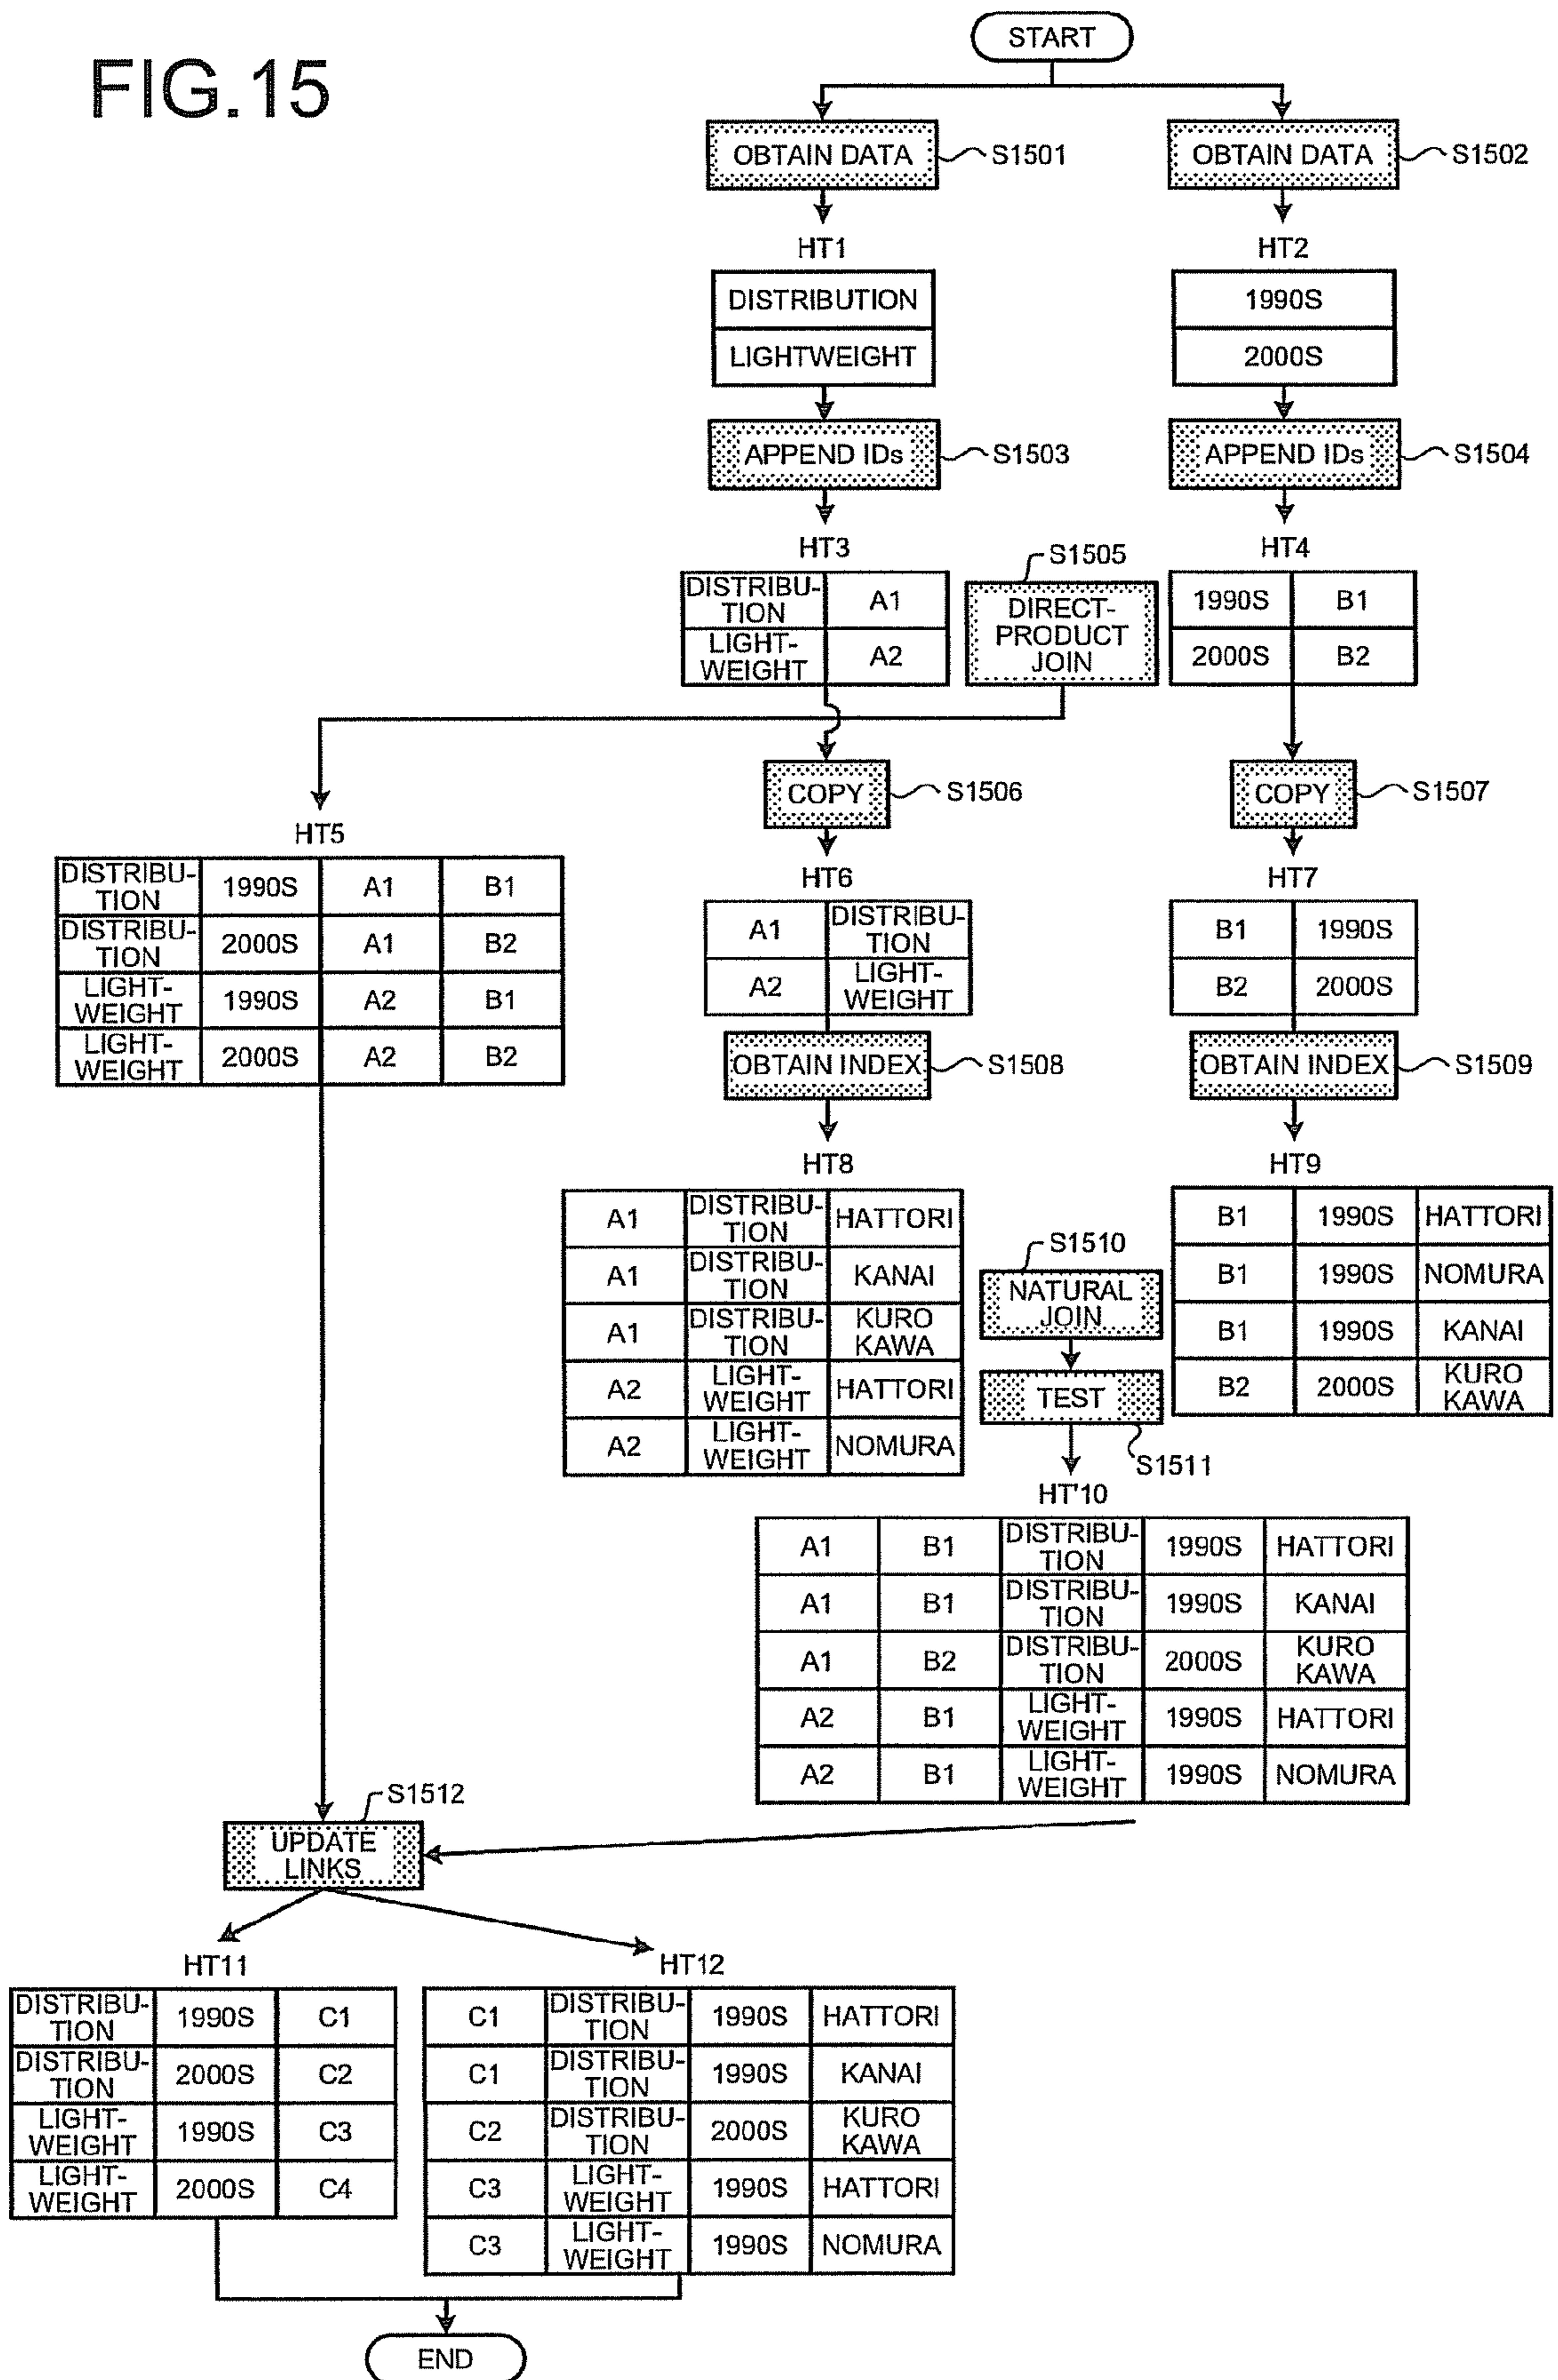 FIG.15
START
OBTAIN DATA
S1501
OBTAIN DATA
S1502
HT1
HT2
DISTRIBUTION
LIGHTWEIGHT
1990S
2000S
APPEND IDs
S1503
APPEND IDs
S1504
HT3
S1505
HT4
DISTRIBU-
TION
A1
LIGHT-
WEIGHT
A2
DIRECT-
PRODUCT
JOIN
1990S B1
2000S B2
COPY
S1506
COPY
S1507
HT5
DISTRIBU-
TION
1990S A1 B1
DISTRIBU-
TION
2000S A1 B2
LIGHT-
WEIGHT
1990S A2 B1
LIGHT-
WEIGHT
2000S A2 B2
HT6
A1
DISTRIBU-
TION
A2
LIGHT-
WEIGHT
HT7
B1 1990S
B2 2000S
OBTAIN INDEX
S1508
OBTAIN INDEX
S1509
HT8
A1
DISTRIBU-
TION
HATTORI
A1
DISTRIBU-
TION
KANAI
A1
DISTRIBU-
TION
KURO
KAWA
A2
LIGHT-
WEIGHT
HATTORI
A2
LIGHT-
WEIGHT
NOMURA
S1510
NATURAL
JOIN
TEST
S1511
HT9
B1 1990S HATTORI
B1 1990S NOMURA
B1 1990S KANAI
B2 2000S
KURO
KAWA
HT'10
A1 B1
DISTRIBU-
TION
1990S HATTORI
A1 B1
DISTRIBU-
TION
1990S KANAI
A1 B2
DISTRIBU-
TION
2000S
KURO
KAWA
A2 B1
LIGHT-
WEIGHT
1990S HATTORI
A2 B1
LIGHT-
WEIGHT
1990S NOMURA
S1512
UPDATE
LINKS
HT11
DISTRIBU-
TION
1990S C1
DISTRIBU-
TION
2000S C2
LIGHT-
WEIGHT
1990S C3
LIGHT-
WEIGHT
2000S C4
HT12
C1
DISTRIBU-
TION
1990S HATTORI
C1
DISTRIBU-
TION
1990S KANAI
C2
DISTRIBU-
TION
2000S
KURO
KAWA
C3
LIGHT-
WEIGHT
1990S HATTORI
C3
LIGHT-
WEIGHT
1990S NOMURA
END